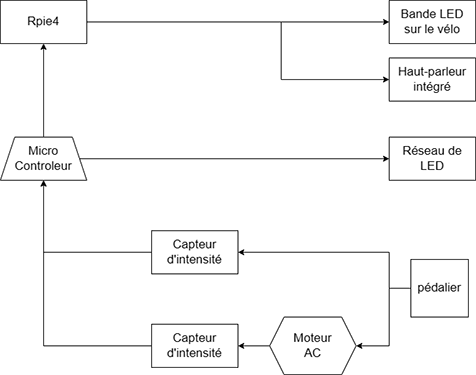 Rpie4
Bande LED
sur le vélo
Haut-parleur
intégré
Micro
Controleur
Réseau de
LED
Capteur
d'intensité
pédalier
Capteur
d'intensité
Moteur
AC